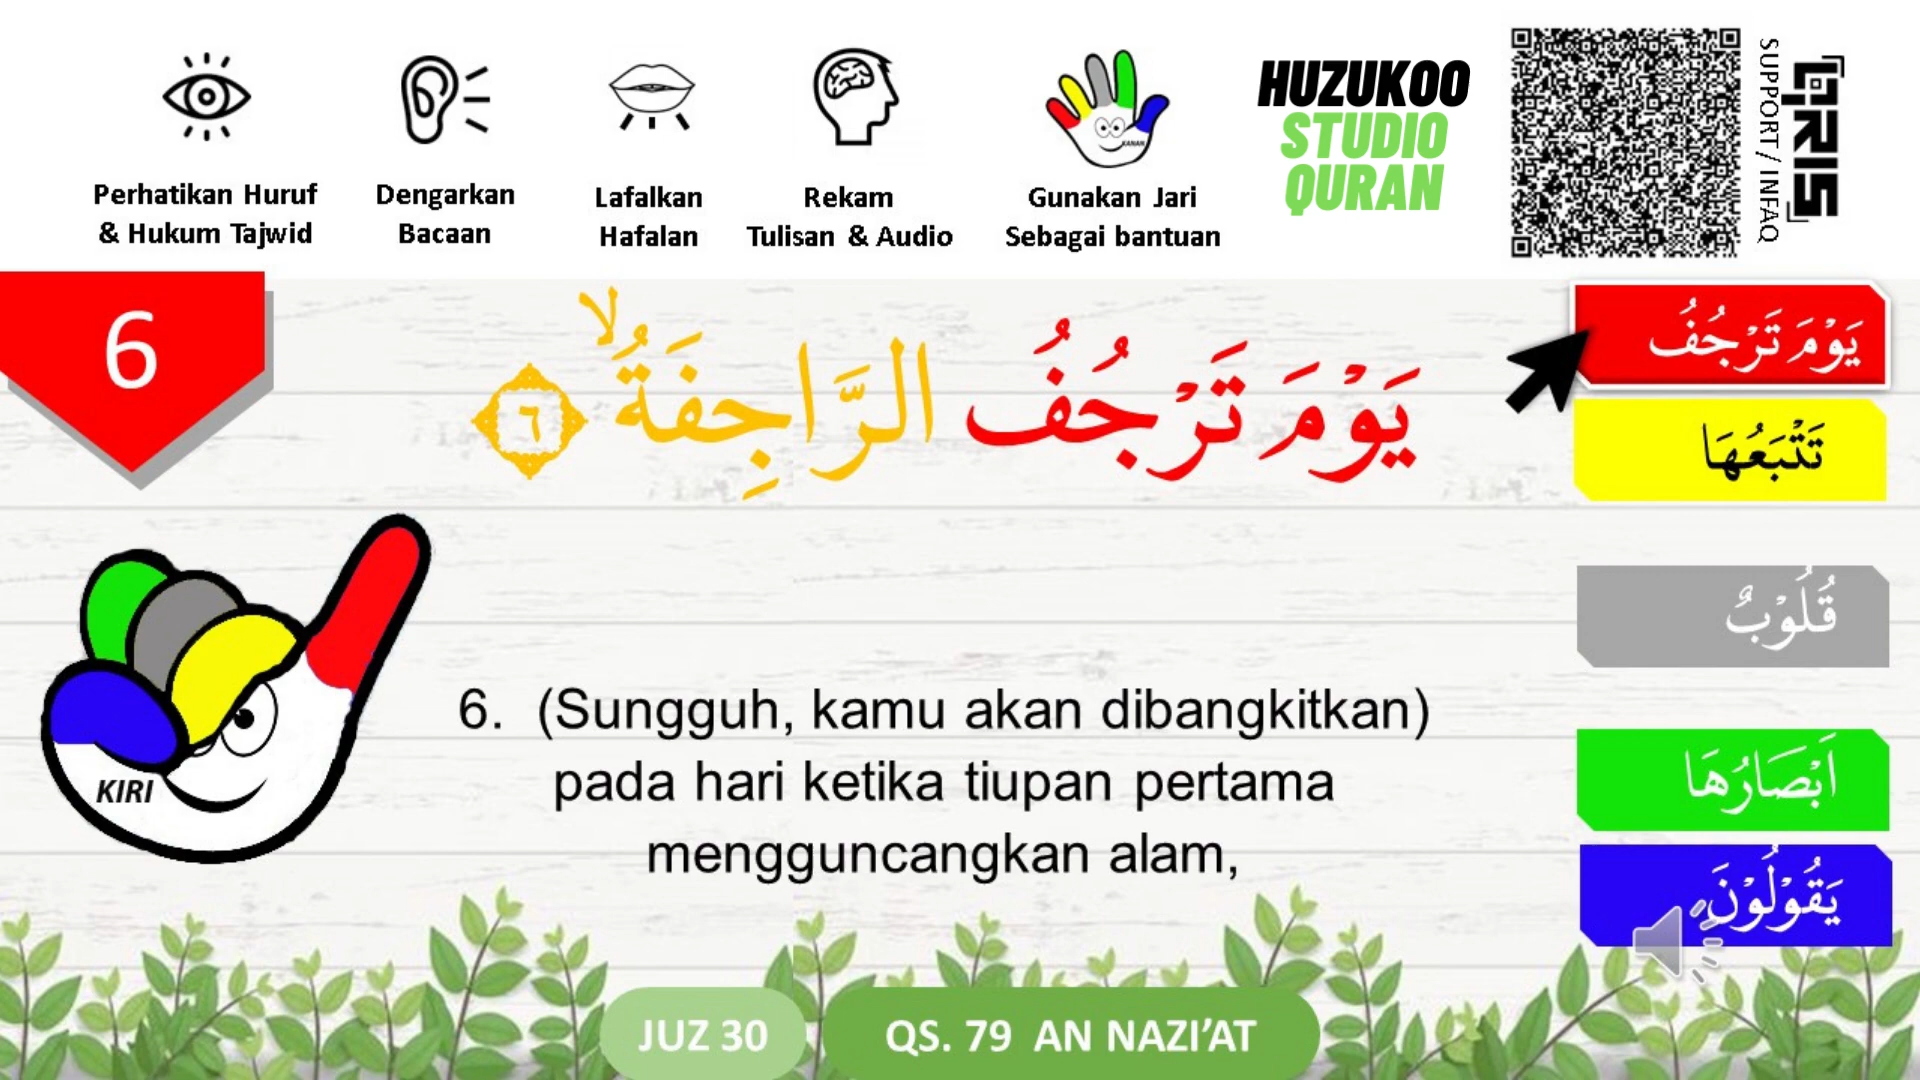 Perhatikan Huruf
& Hukum Tajwid
Dengarkan
Bacaan
Lafalkan
Hafalan
Rekam
Tulisan & Audio
KANAN
Gunakan Jari
Sebagai bantuan
HUZUKOO
STUDIO
QURAN
SUPPORT/ INFAQ
QRIS
6
يَوْمَ تَرْجُفُ الرَّاجِفَةُ ۙ ٦
يَوْمَ تَرْجُفُ
تَتْبَعُهَا
قُلُوْبٌ
اَبْصَارُهَا
يَقُوْلُوْنَ
KIRI
6. (Sungguh, kamu akan dibangkitkan)
pada hari ketika tiupan pertama
mengguncangkan alam,
JUZ 30
QS. 79 AN NAZI’AT